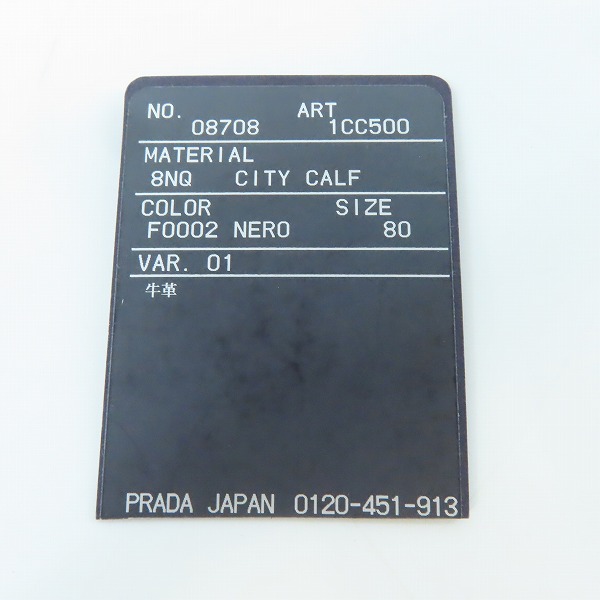 NO. ART
08708 1CC500
MATERIAL
8NQ CITY CALF
COLOR SIZE
F0002 NERO 80
VAR. 01
牛革
PRADA JAPAN 0120-451-913